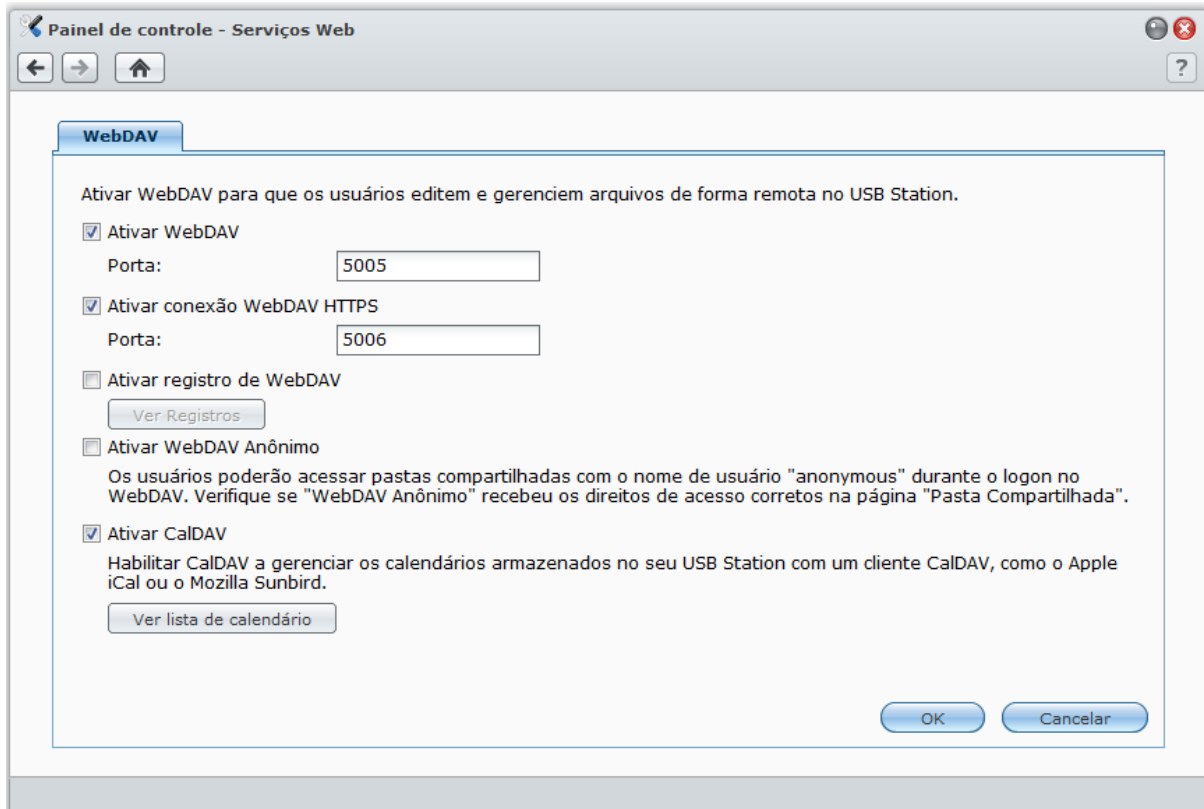 Painel de controle - Serviços Web
?
WebDAV
Ativar WebDAV para que os usuários editem e gerenciem arquivos de forma remota no USB Station.
Ativar WebDAV
Porta: 5005
Ativar conexão WebDAV HTTPS
Porta: 5006
Ativar registro de WebDAV
Ver Registros
Ativar WebDAV Anônimo
Os usuários poderão acessar pastas compartilhadas com o nome de usuário "anonymous" durante o logon no
WebDAV. Verifique se "WebDAV Anônimo" recebeu os direitos de acesso corretos na página "Pasta Compartilhada".
Ativar CalDAV
Habilitar CalDAV a gerenciar os calendários armazenados no seu USB Station com um cliente CalDAV, como o Apple
iCal ou o Mozilla Sunbird.
Ver lista de calendário
OK Cancelar